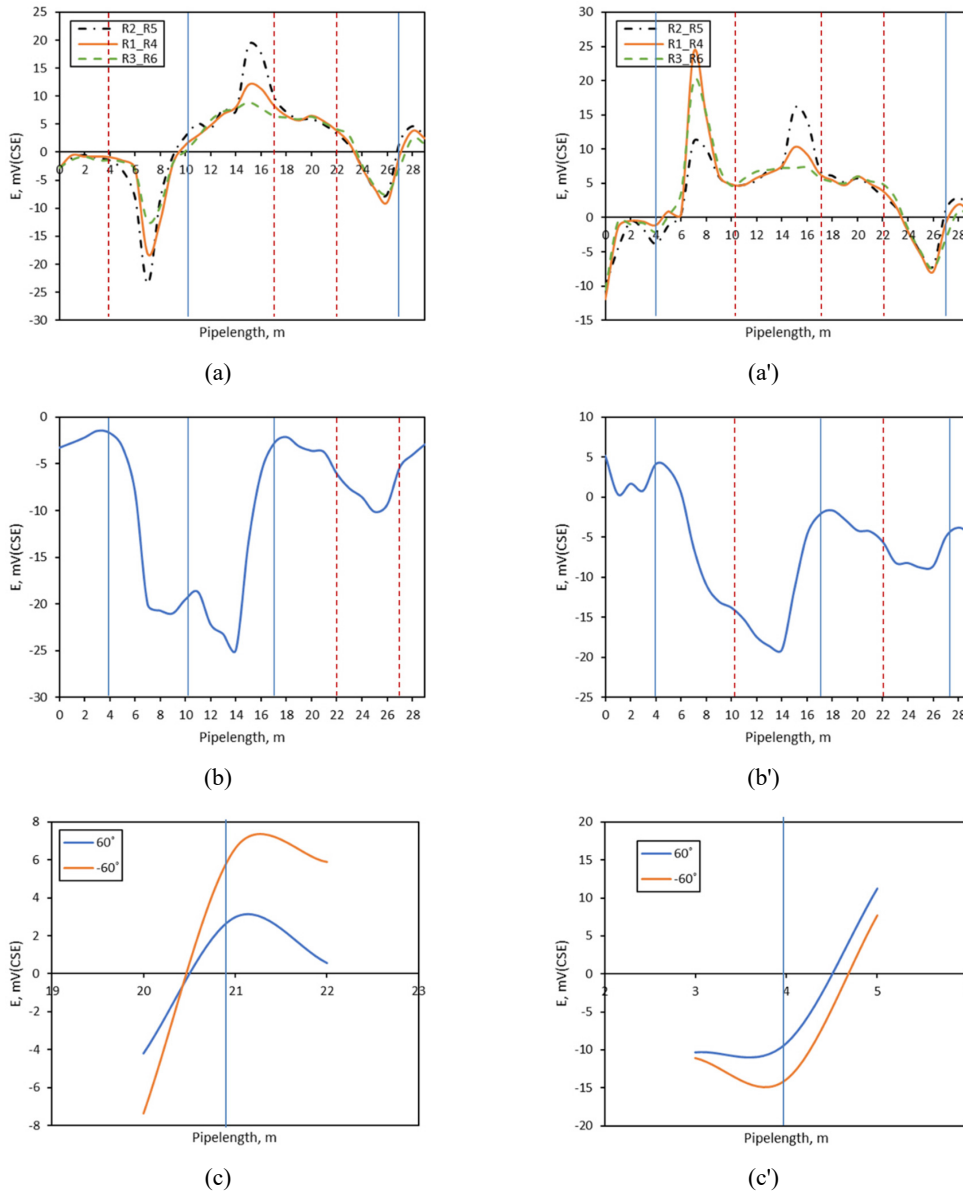 25
20
15
10
5
0
-5
-10
-15
-20
-25
-30
E, mV(CSE)
R2_R5
R1_R4
R3_R6
0 2 4 6 8 10 12 14 16 18 20 22 24 26 28
Pipelength, m
(a)
30
25
20
15
10
5
0
-5
-10
-15
E, mV(CSE)
R2_R5
R1_R4
R3_R6
0 2 4 6 8 10 12 14 16 18 20 22 24 26 28
Pipelength, m
(a')
0
-5
-10
-15
-20
-25
-30
E, mV(CSE)
0 2 4 6 8 10 12 14 16 18 20 22 24 26 28
Pipelength, m
(b)
10
5
0
-5
-10
-15
-20
-25
E, mV(CSE)
0 2 4 6 8 10 12 14 16 18 20 22 24 26 28
Pipelength, m
(b')
8
6
4
2
0
-2
-4
-6
-8
E, mV(CSE)
60˚
-60˚
19 20 21 22 23
Pipelength, m
(c)
20
15
10
5
0
-5
-10
-15
-20
E, mV(CSE)
60˚
-60˚
2 3 4 5
Pipelength, m
(c')